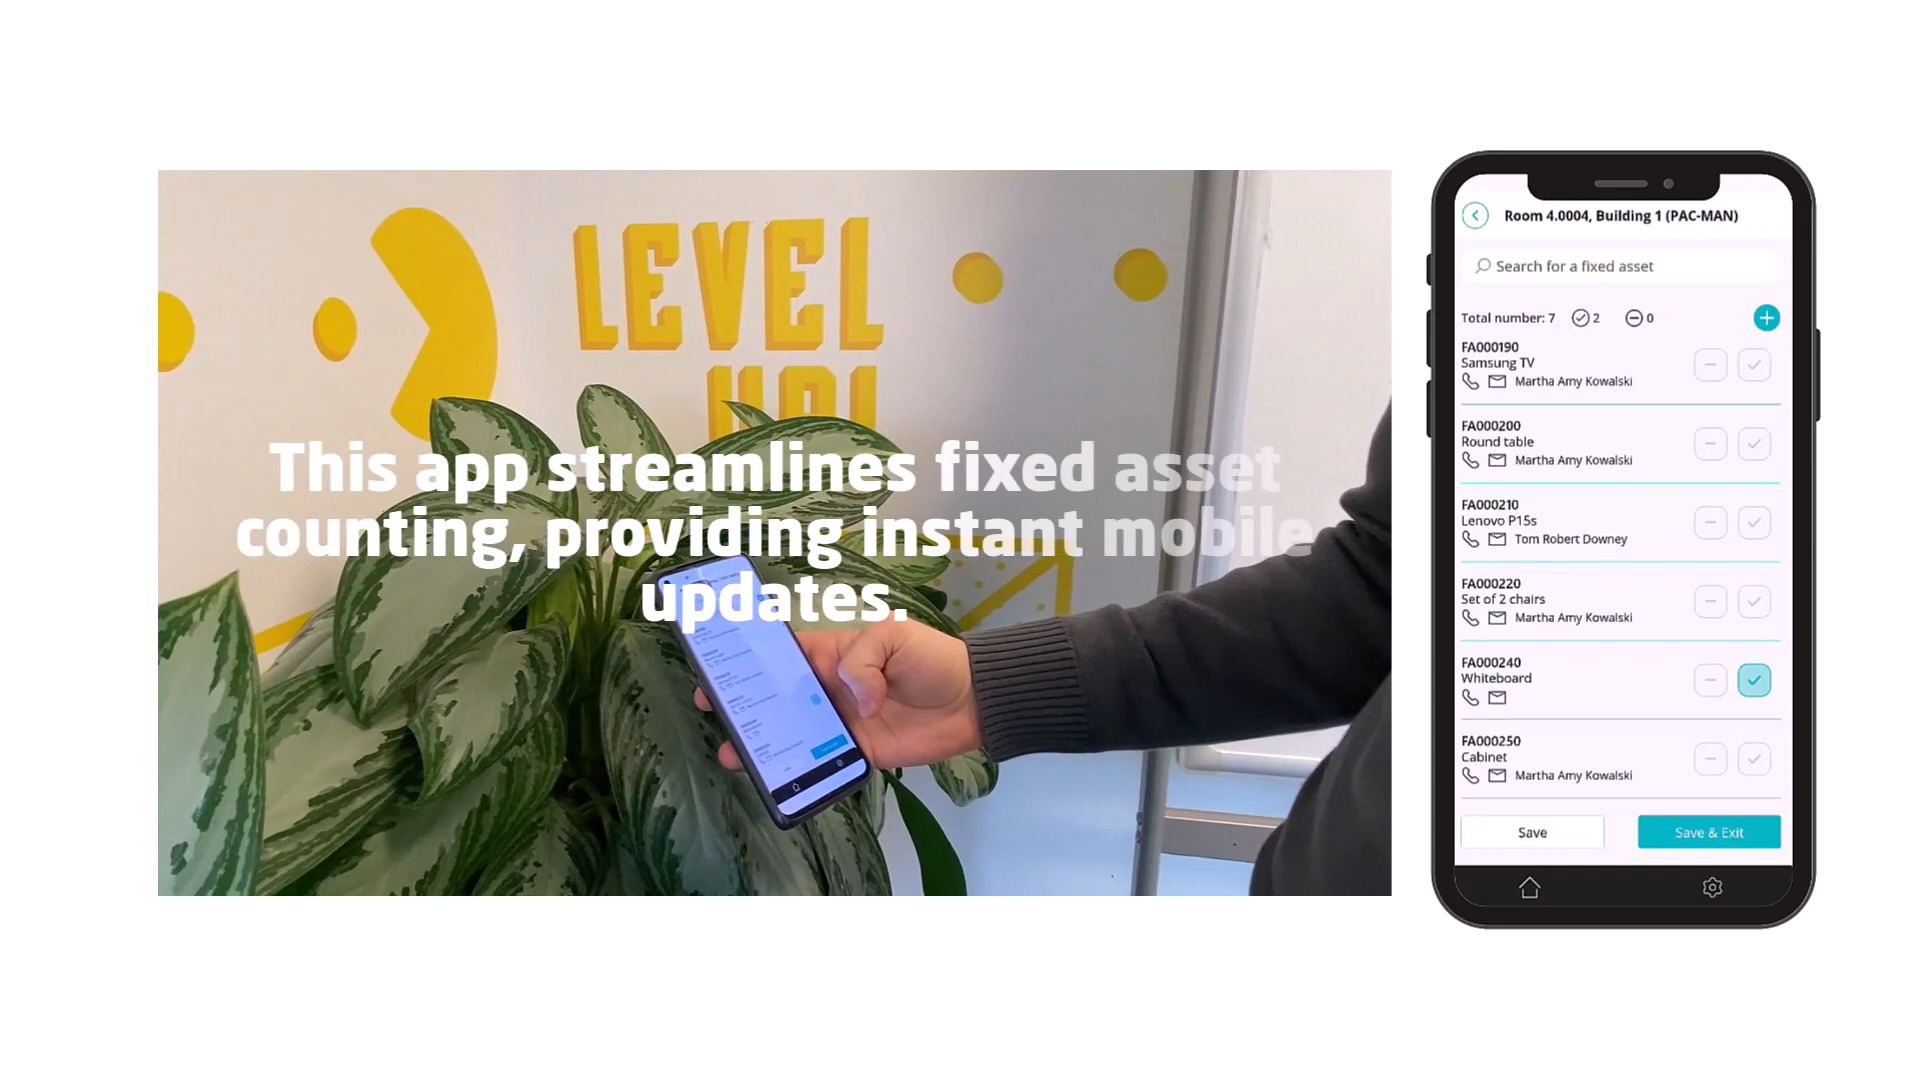 LEVEL
UP!
This app streamlines fixed asset
counting, providing instant mobile
updates.
Room 4.0004, Building 1 (PAC-MAN)
Search for a fixed asset
Total number: 7 2 0
FA000190
Samsung TV
Martha Amy Kowalski
FA000200
Round table
Martha Amy Kowalski
FA000210
Lenovo P15s
Tom Robert Downey
FA000220
Set of 2 chairs
Martha Amy Kowalski
FA000240
Whiteboard
FA000250
Cabinet
Martha Amy Kowalski
Save Save & Exit